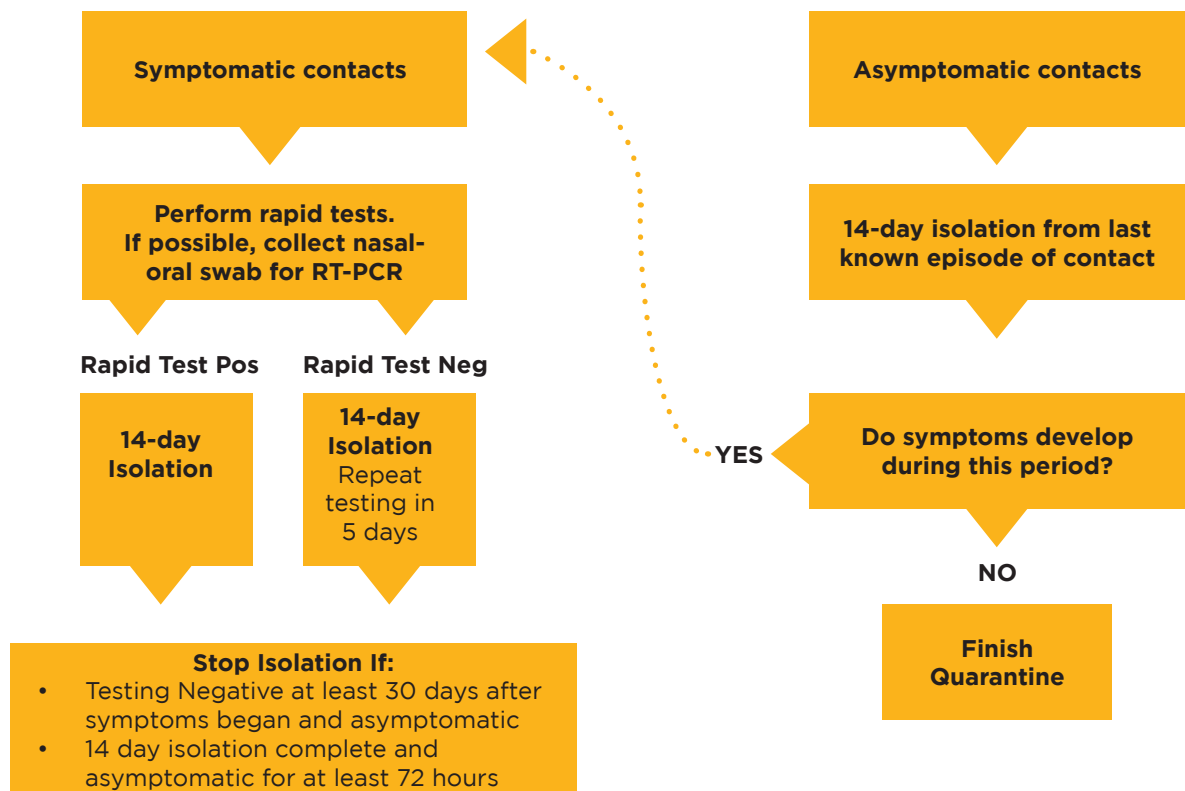 Symptomatic contacts
Perform rapid tests.
If possible, collect nasal-
oral swab for RT-PCR
Rapid Test Pos
14-day
Isolation
Rapid Test Neg
14-day
Isolation
Repeat
testing in
5 days
Stop Isolation If:
• Testing Negative at least 30 days after
symptoms began and asymptomatic
• 14 day isolation complete and
asymptomatic for at least 72 hours
Asymptomatic contacts
14-day isolation from last
known episode of contact
Do symptoms develop
during this period?
YES
NO
Finish
Quarantine